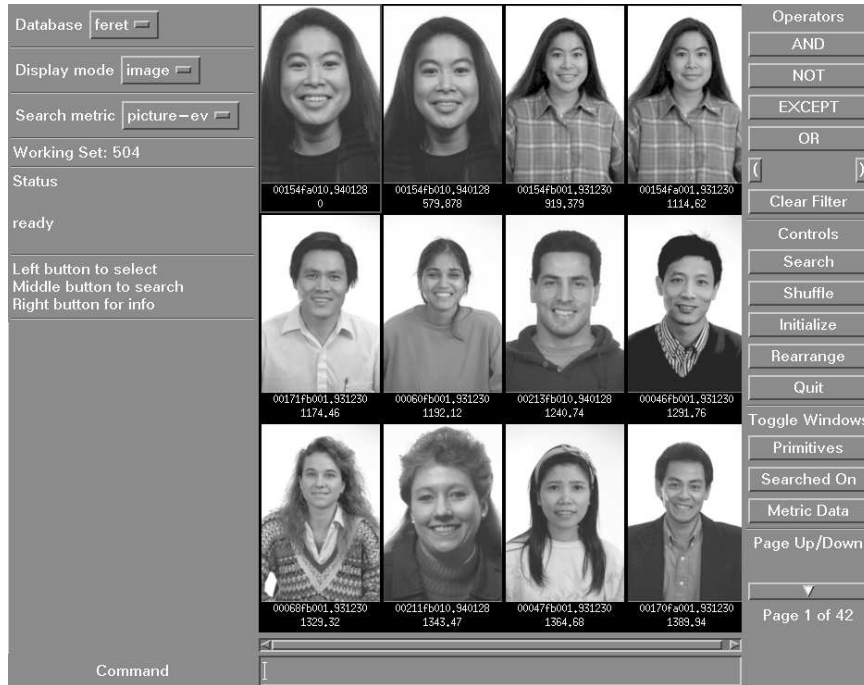 Database feret
Display mode image
Search metric picture-ev
Working Set: 504
Status
ready
Left button to select
Middle button to search
Right button for info
00154fa010.940128 00154fb010.940128 00154fb001.931230 00154fa001.931230
0 579.878 919.379 1114.62
00171fb001.931230 00060fb001.931230 00213fb010.940128 00046fb001.931230
1174.46 1192.12 1240.74 1291.76
00068fb001.931230 00211fb010.940128 00047fb001.931230 00170fa001.931230
1329.32 1343.47 1364.68 1389.94
Operators
AND
NOT
EXCEPT
OR
( )
Clear Filter
Controls
Search
Shuffle
Initialize
Rearrange
Quit
Toggle Windows
Primitives
Searched On
Metric Data
Page Up/Down
Page 1 of 42
Command